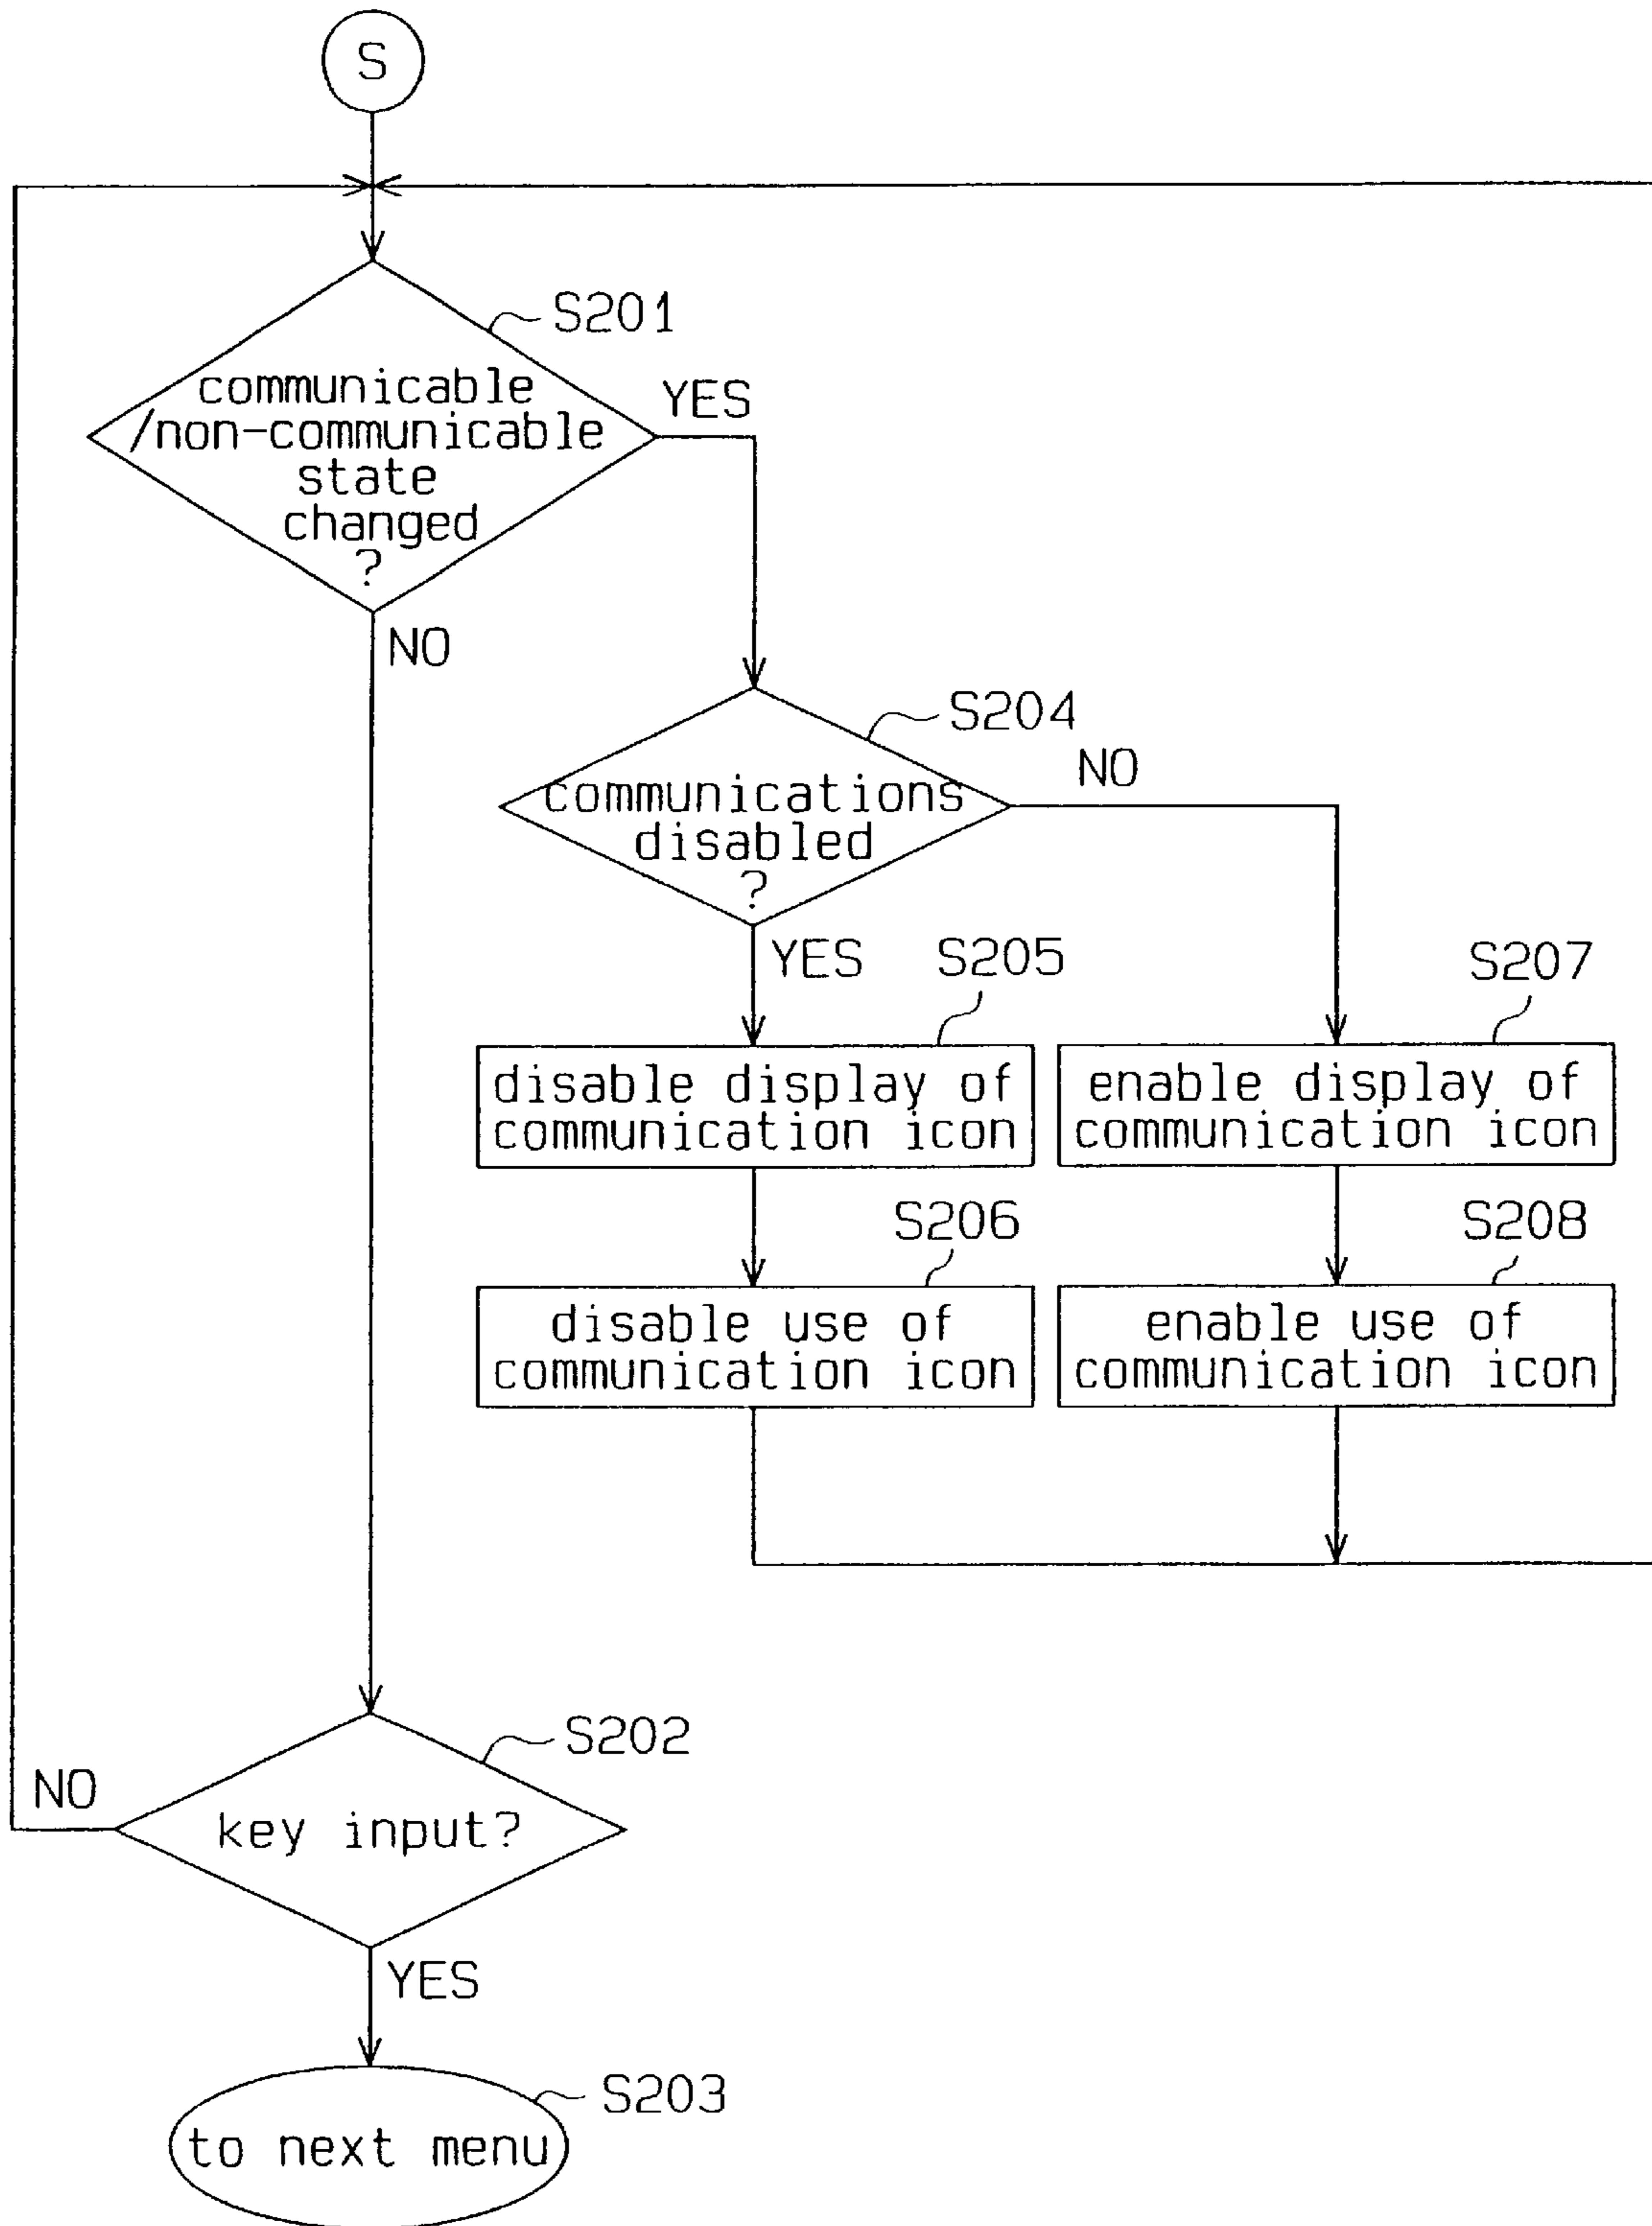 S
S201
communicable
/non-communicable
state
changed
?
YES
NO
S204
communications
disabled
?
NO
YES
S205
disable display of
communication icon
S207
enable display of
communication icon
S206
disable use of
communication icon
S208
enable use of
communication icon
S202
key input?
NO
YES
S203
to next menu